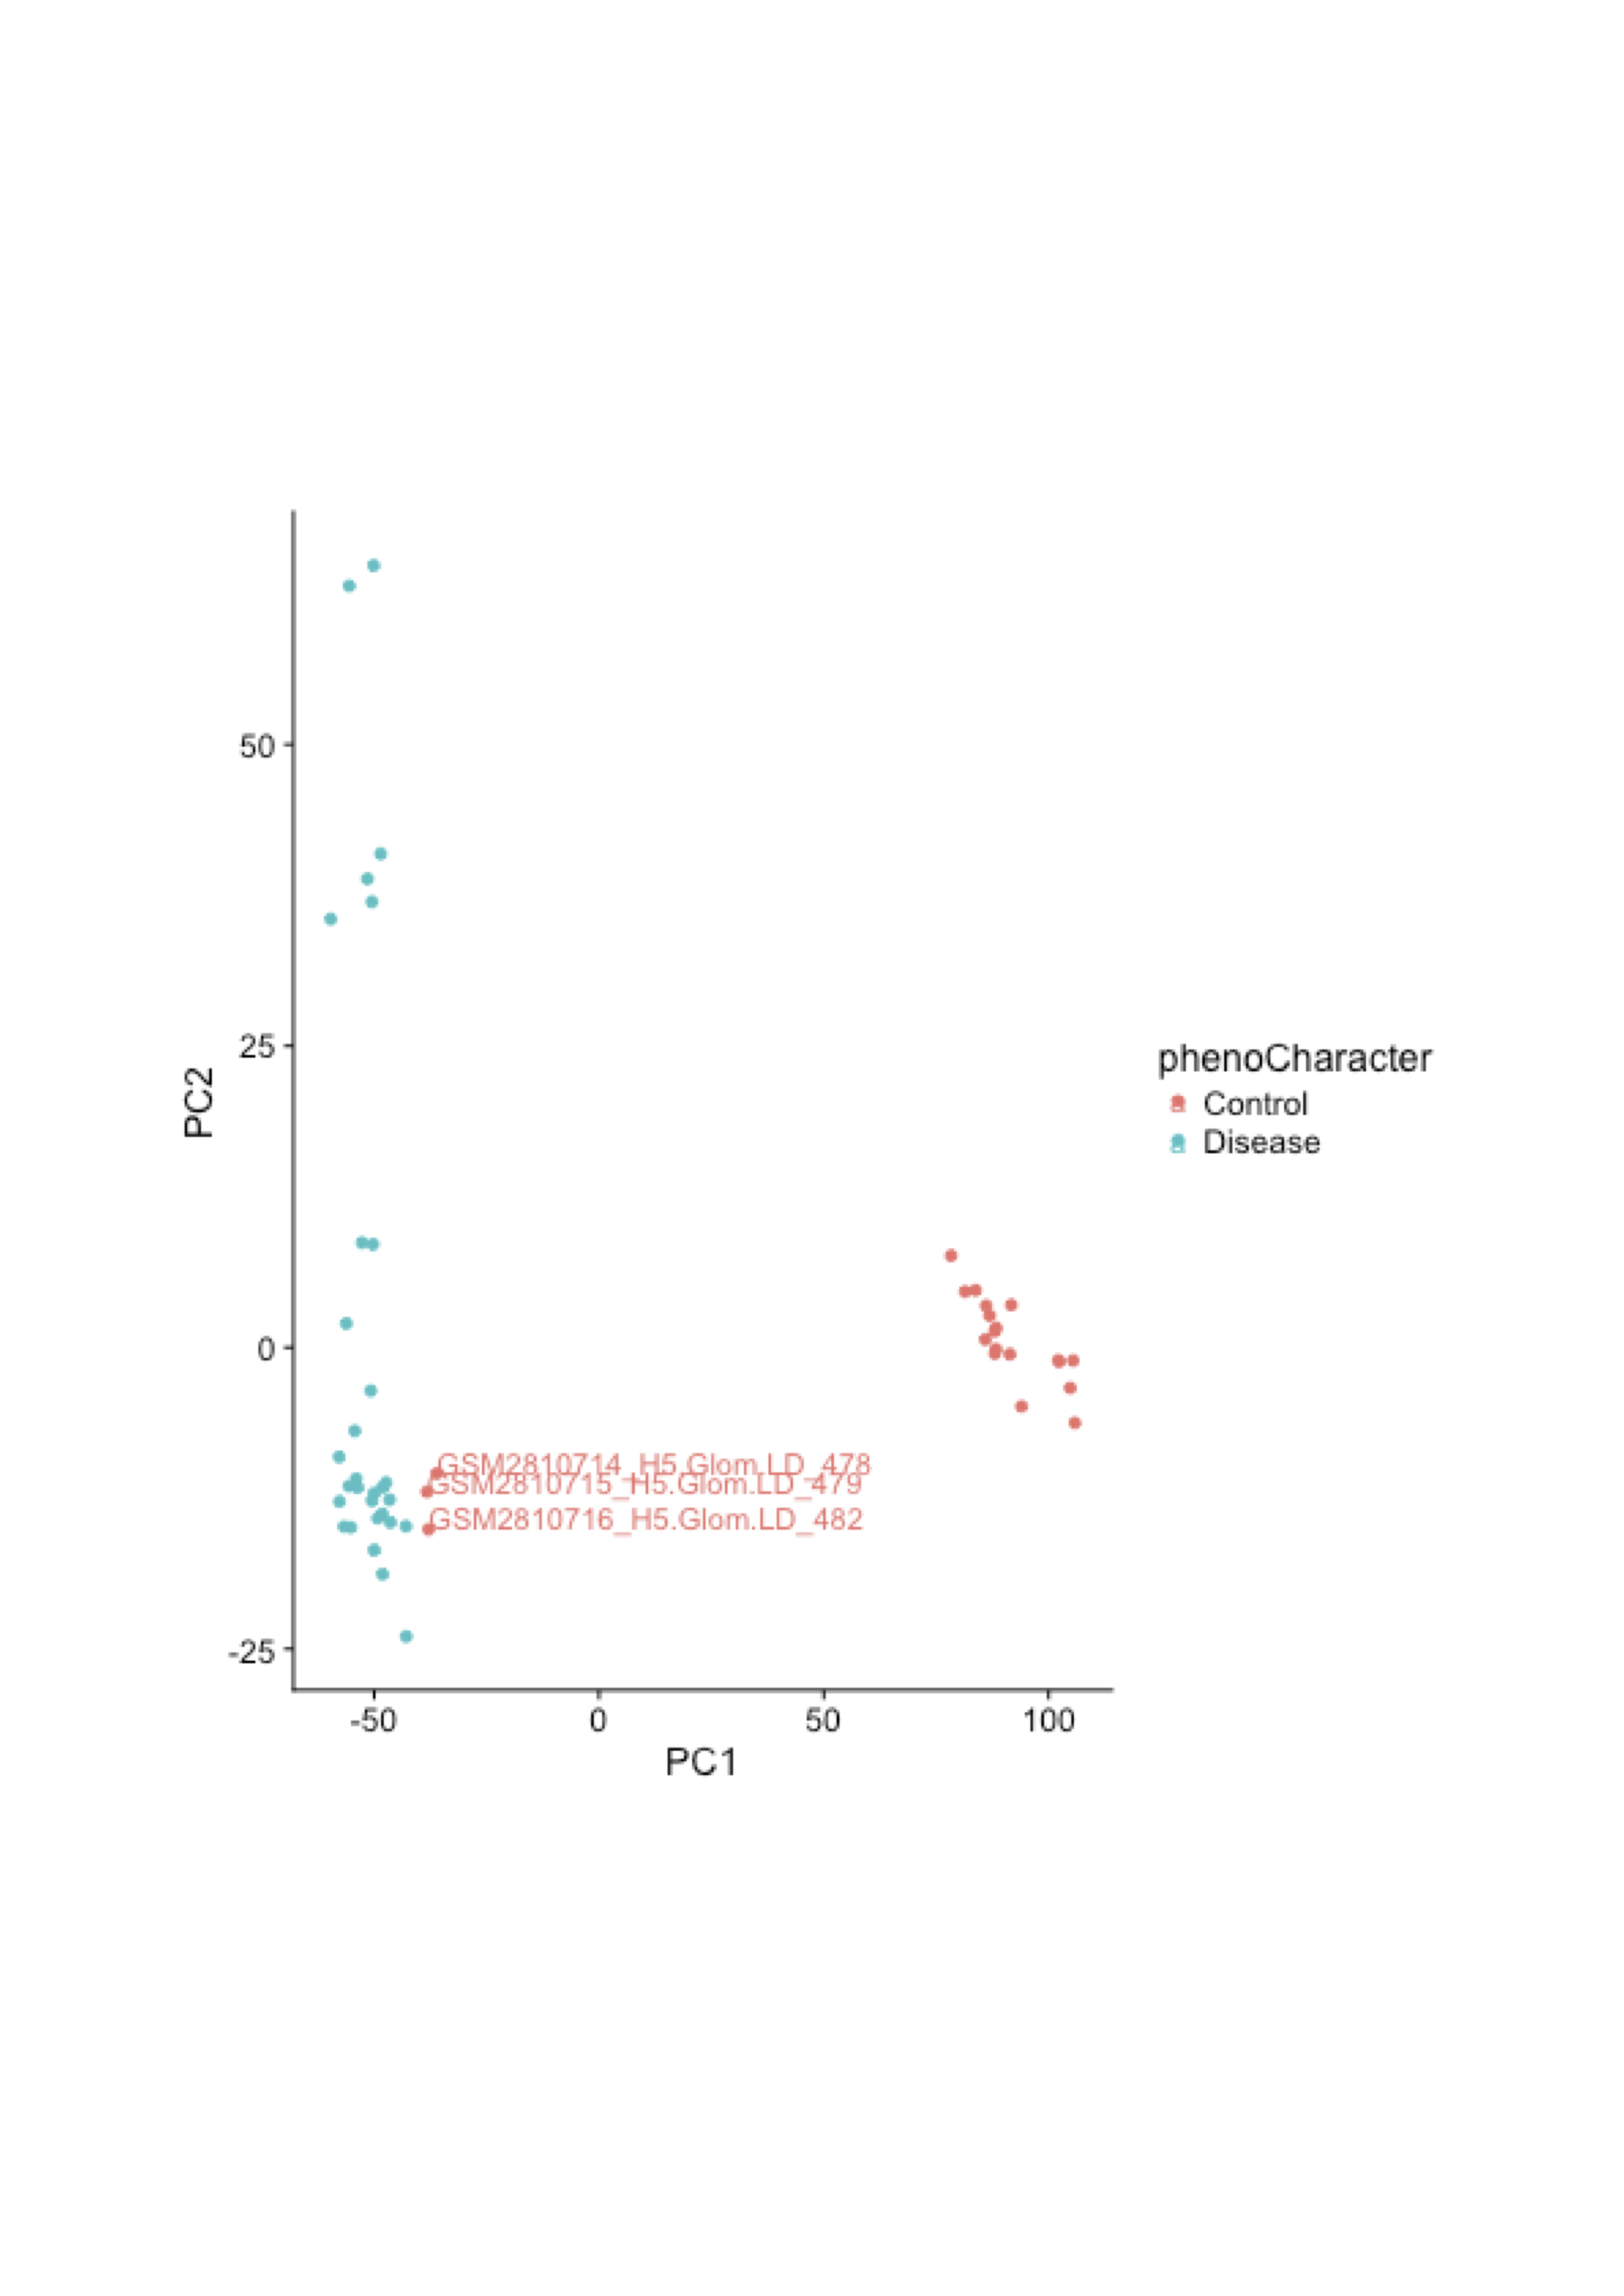 50
25
0
-25
PC2
phenoCharacter
Control
Disease
GSM2810714_H5.Glom.LD_478
GSM2810715_H5.Glom.LD_479
GSM2810716_H5.Glom.LD_482
-50 0 50 100
PC1